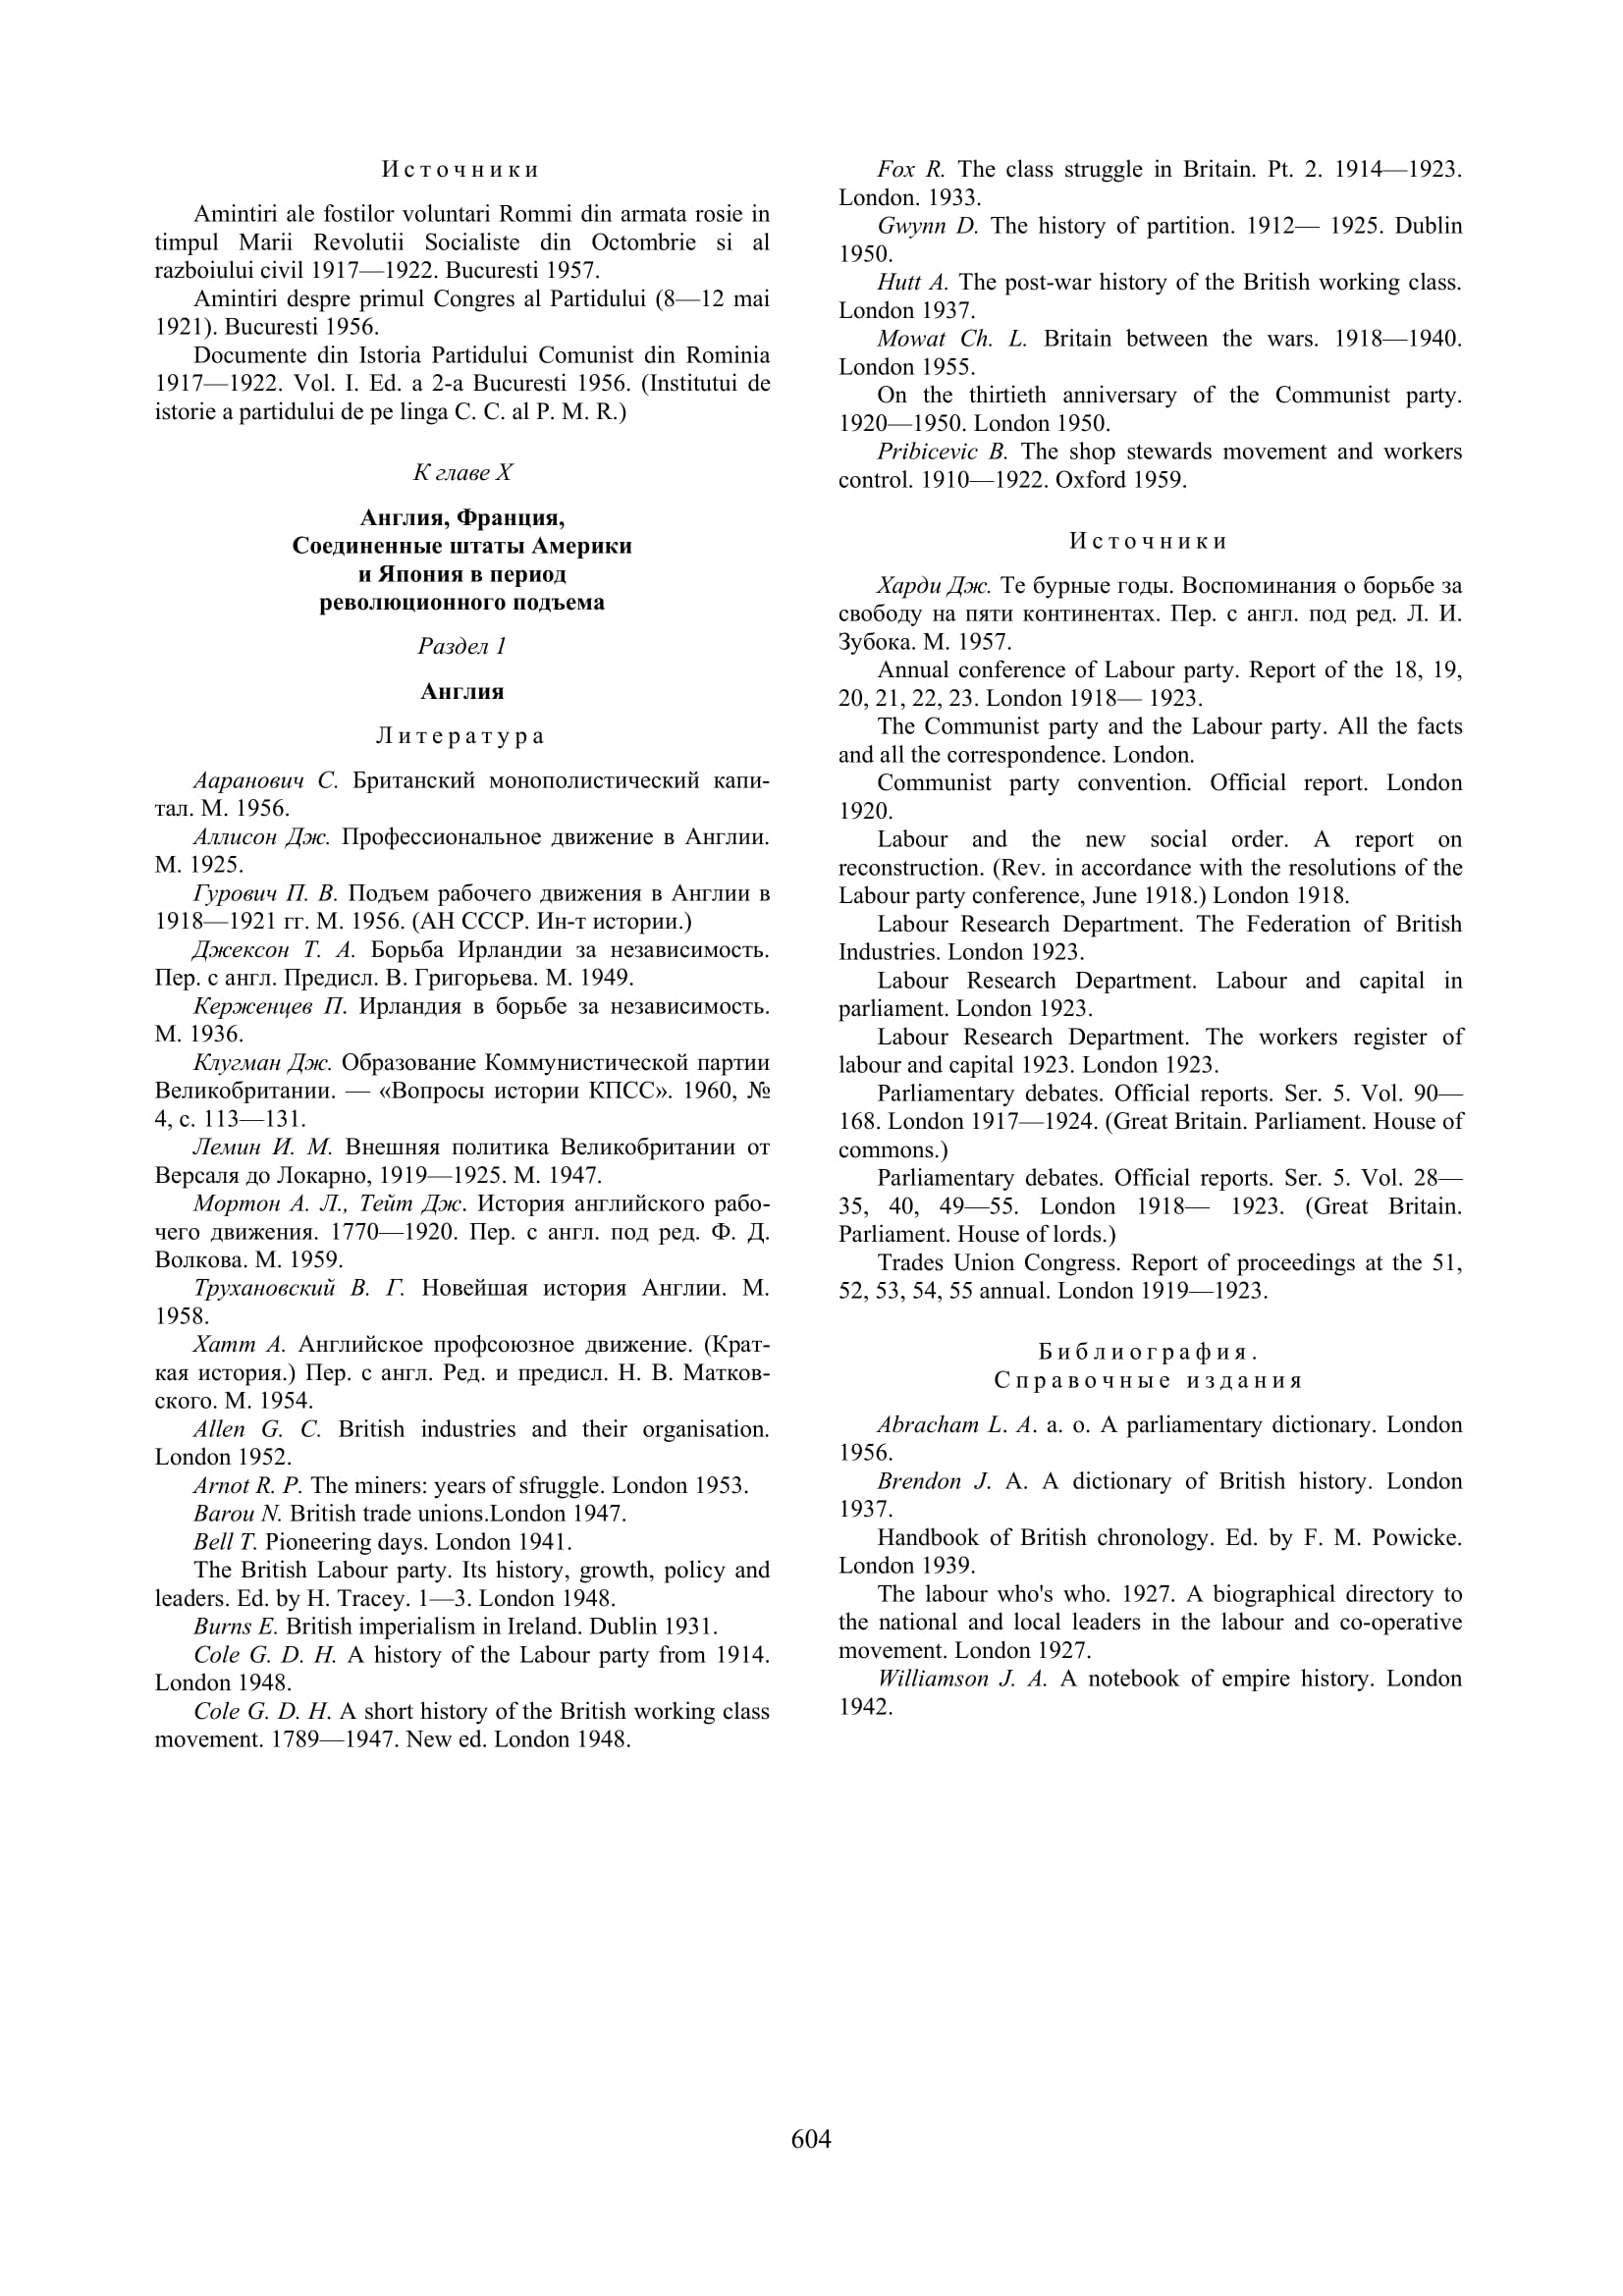 Источники
Amintiri ale fostilor voluntari Rommi din armata rosie in
timpul Marii Revolutii Socialiste din Octombrie si al
razboiului civil 1917—1922. Bucuresti 1957.
Amintiri despre primul Congres al Partidului (8—12 mai
1921). Bucuresti 1956.
Documente din Istoria Partidului Comunist din Rominia
1917—1922. Vol. I. Ed. a 2-a Bucuresti 1956. (Institutui de
istorie a partidului de pe linga C. C. al P. M. R.)
К главе X
Англия, Франция,
Соединенные штаты Америки
и Япония в период
революционного подъема
Раздел 1
Англия
Литература
Ааранович С. Британский монополистический капи-
тал. М. 1956.
Аллисон Дж. Профессиональное движение в Англии.
М. 1925.
Гурович П. В. Подъем рабочего движения в Англии в
1918—1921 гг. М. 1956. (АН СССР. Ин-т истории.)
Джексон Т. А. Борьба Ирландии за независимость.
Пер. с англ. Предисл. В. Григорьева. М. 1949.
Керженцев П. Ирландия в борьбе за независимость.
М. 1936.
Клугман Дж. Образование Коммунистической партии
Великобритании. — «Вопросы истории КПСС». 1960, №
4, с. 113—131.
Лемин И. М. Внешняя политика Великобритании от
Версаля до Локарно, 1919—1925. М. 1947.
Мортон А. Л., Тейт Дж. История английского рабо-
чего движения. 1770—1920. Пер. с англ. под ред. Ф. Д.
Волкова. М. 1959.
Трухановский В. Г. Новейшая история Англии. М.
1958.
Хатт А. Английское профсоюзное движение. (Крат-
кая история.) Пер. с англ. Ред. и предисл. Н. В. Матков-
ского. М. 1954.
Allen G. C. British industries and their organisation.
London 1952.
Arnot R. P. The miners: years of sfruggle. London 1953.
Barou N. British trade unions.London 1947.
Bell T. Pioneering days. London 1941.
The British Labour party. Its history, growth, policy and
leaders. Ed. by H. Tracey. 1—3. London 1948.
Burns E. British imperialism in Ireland. Dublin 1931.
Cole G. D. H. A history of the Labour party from 1914.
London 1948.
Cole G. D. H. A short history of the British working class
movement. 1789—1947. New ed. London 1948.
Fox R. The class struggle in Britain. Pt. 2. 1914—1923.
London. 1933.
Gwynn D. The history of partition. 1912— 1925. Dublin
1950.
Hutt A. The post-war history of the British working class.
London 1937.
Mowat Ch. L. Britain between the wars. 1918—1940.
London 1955.
On the thirtieth anniversary of the Communist party.
1920—1950. London 1950.
Pribicevic B. The shop stewards movement and workers
control. 1910—1922. Oxford 1959.
Источники
Харди Дж. Те бурные годы. Воспоминания о борьбе за
свободу на пяти континентах. Пер. с англ. под ред. Л. И.
Зубока. М. 1957.
Annual conference of Labour party. Report of the 18, 19,
20, 21, 22, 23. London 1918— 1923.
The Communist party and the Labour party. All the facts
and all the correspondence. London.
Communist party convention. Official report. London
1920.
Labour and the new social order. A report on
reconstruction. (Rev. in accordance with the resolutions of the
Labour party conference, June 1918.) London 1918.
Labour Research Department. The Federation of British
Industries. London 1923.
Labour Research Department. Labour and capital in
parliament. London 1923.
Labour Research Department. The workers register of
labour and capital 1923. London 1923.
Parliamentary debates. Official reports. Ser. 5. Vol. 90—
168. London 1917—1924. (Great Britain. Parliament. House of
commons.)
Parliamentary debates. Official reports. Ser. 5. Vol. 28—
35, 40, 49—55. London 1918— 1923. (Great Britain.
Parliament. House of lords.)
Trades Union Congress. Report of proceedings at the 51,
52, 53, 54, 55 annual. London 1919—1923.
Библиография.
Справочные издания
Abracham L. A. a. o. A parliamentary dictionary. London
1956.
Brendon J. A. A dictionary of British history. London
1937.
Handbook of British chronology. Ed. by F. M. Powicke.
London 1939.
The labour who's who. 1927. A biographical directory to
the national and local leaders in the labour and co-operative
movement. London 1927.
Williamson J. A. A notebook of empire history. London
1942.
604